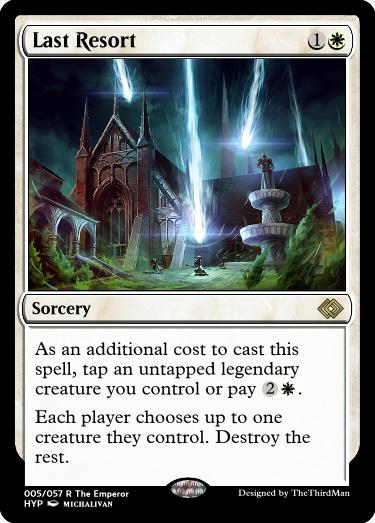 Last Resort 1
Sorcery
As an additional cost to cast this
spell, tap an untapped legendary
creature you control or pay 2.
Each player chooses up to one
creature they control. Destroy the
rest.
005/057 R The Emperor
Designed by TheThirdMan
HYP MICHALIVAN